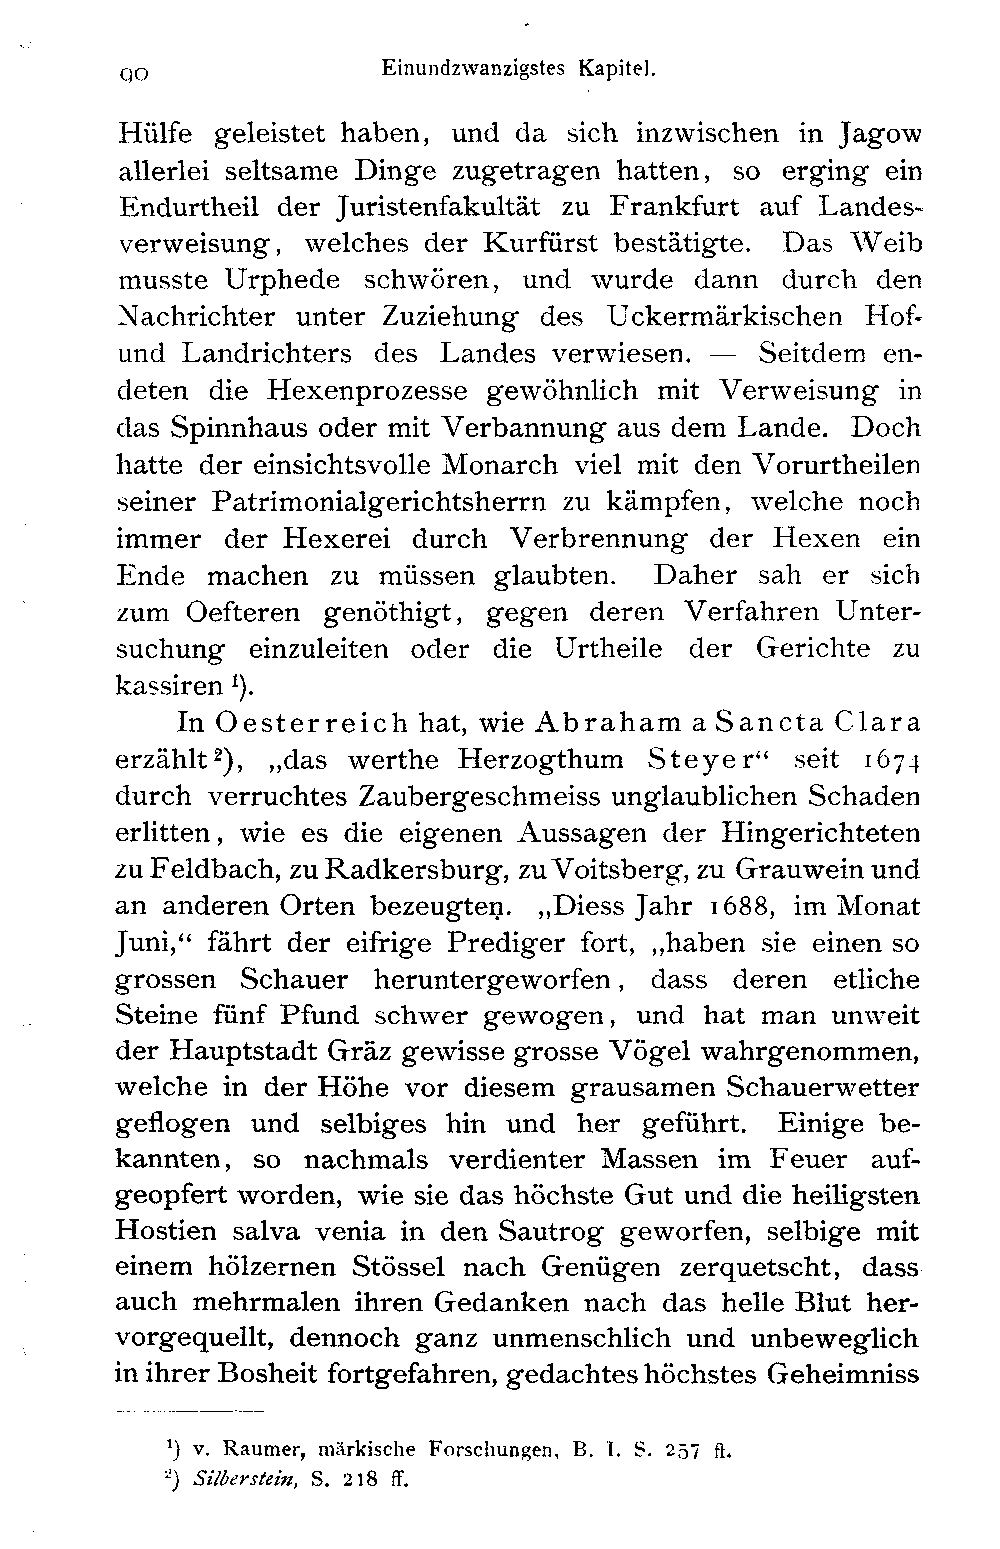 90
Einundzwanzigstes Kapitel.
Hülfe geleistet haben, und da sich inzwischen in Jagow
allerlei seltsame Dinge zugetragen hatten, so erging ein
Endurtheil der Juristenfakultät zu Frankfurt auf Landes-
verweisung, welches der Kurfürst bestätigte. Das Weib
musste Urphede schwören, und wurde dann durch den
Nachrichter unter Zuziehung des Uckermärkischen Hof-
und Landrichters des Landes verwiesen. — Seitdem en-
deten die Hexenprozesse gewöhnlich mit Verweisung in
das Spinnhaus oder mit Verbannung aus dem Lande. Doch
hatte der einsichtsvolle Monarch viel mit den Vorurtheilen
seiner Patrimonialgerichtsherrn zu kämpfen, welche noch
immer der Hexerei durch Verbrennung der Hexen ein
Ende machen zu müssen glaubten. Daher sah er sich
zum Oefteren genöthigt, gegen deren Verfahren Unter-
suchung einzuleiten oder die Urtheile der Gerichte zu
kassiren ¹).
In Oesterreich hat, wie Abraham a Sancta Clara
erzählt ²), „das werthe Herzogthum Steyer“ seit 1674
durch verruchtes Zaubergeschmeiss unglaublichen Schaden
erlitten, wie es die eigenen Aussagen der Hingerichteten
zu Feldbach, zu Radkersburg, zu Voitsberg, zu Grauwein und
an anderen Orten bezeugten. „Diess Jahr 1688, im Monat
Juni,“ fährt der eifrige Prediger fort, „haben sie einen so
grossen Schauer heruntergeworfen, dass deren etliche
Steine fünf Pfund schwer gewogen, und hat man unweit
der Hauptstadt Gräz gewisse grosse Vögel wahrgenommen,
welche in der Höhe vor diesem grausamen Schauerwetter
geflogen und selbiges hin und her geführt. Einige be-
kannten, so nachmals verdienter Massen im Feuer auf-
geopfert worden, wie sie das höchste Gut und die heiligsten
Hostien salva venia in den Sautrog geworfen, selbige mit
einem hölzernen Stössel nach Genügen zerquetscht, dass
auch mehrmalen ihren Gedanken nach das helle Blut her-
vorgequellt, dennoch ganz unmenschlich und unbeweglich
in ihrer Bosheit fortgefahren, gedachtes höchstes Geheimniss
¹) v. Raumer, märkische Forschungen, B. I. S. 257 ff.
²) Silberstein, S. 218 ff.